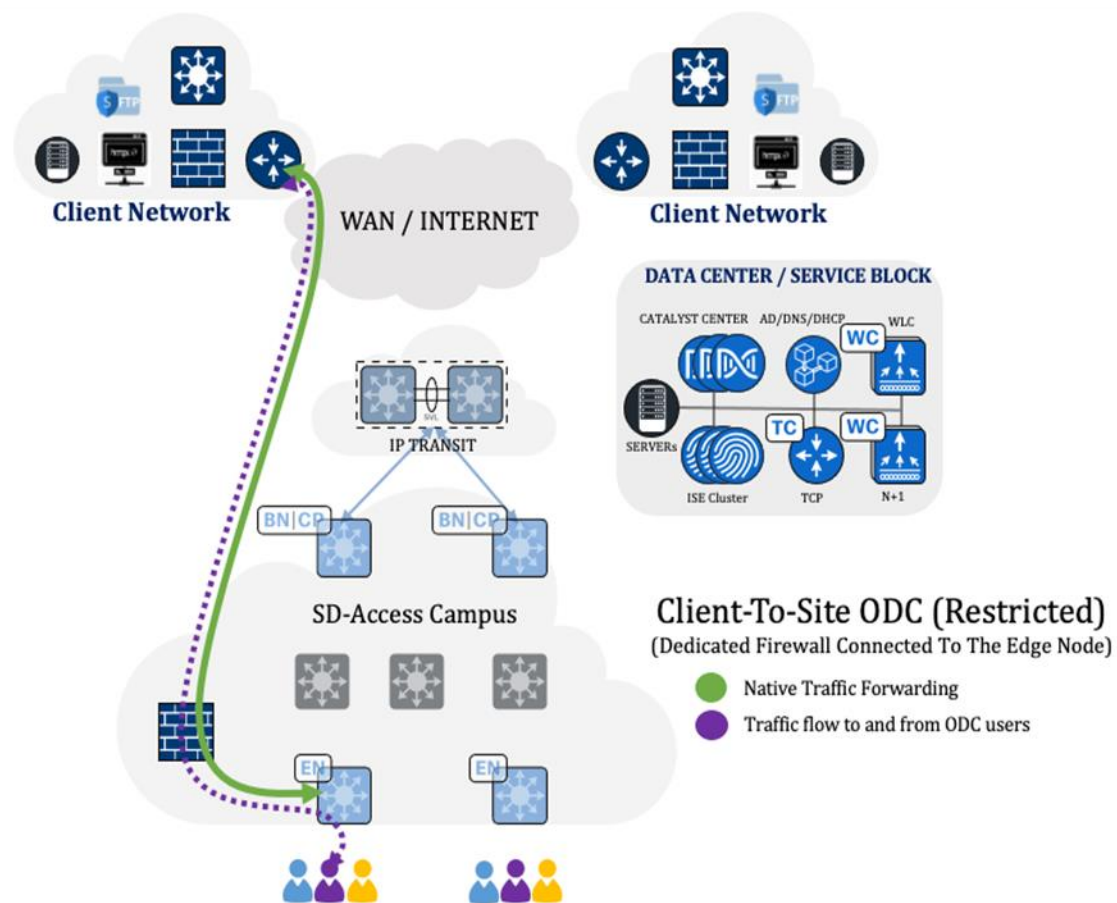 S FTP
S FTP
Client Network
WAN / INTERNET
Client Network
DATA CENTER / SERVICE BLOCK
CATALYST CENTER
AD/DNS/DHCP
WLC
WC
SERVERs
TC
WC
ISE Cluster
TCP
N+1
SVL
IP TRANSIT
BN|CP
BN|CP
SD-Access Campus
Client-To-Site ODC (Restricted)
(Dedicated Firewall Connected To The Edge Node)
Native Traffic Forwarding
Traffic flow to and from ODC users
EN
EN